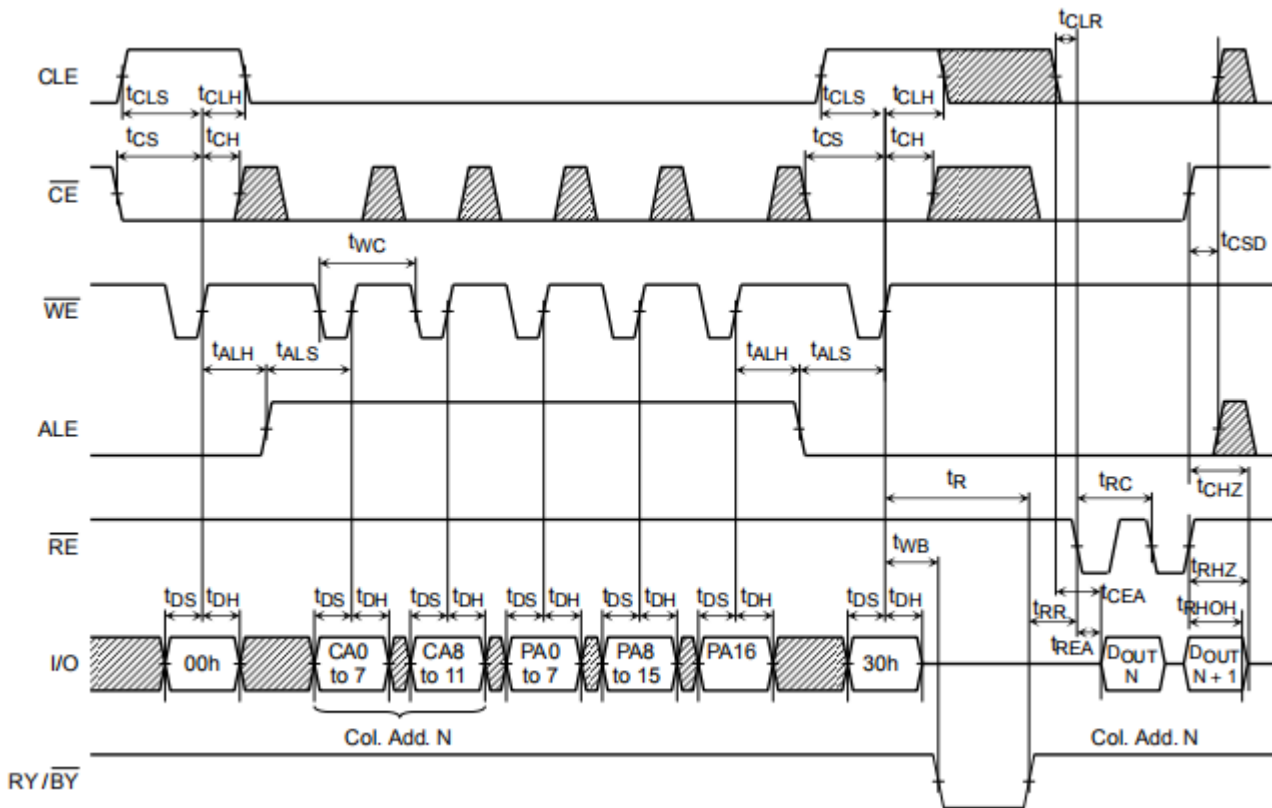 tCLR
CLE
tCLS tCLH tCLS tCLH
tCS tCH tCS tCH
CE
tWC tCSD
WE
tALH tALS tALH tALS
ALE
tR tRC tCHZ
RE
tWB tRHZ
tDS tDH tDS tDH tDS tDH tDS tDH tDS tDH tDS tDH tDS tDH tCEA
tRR tRHOH
tREA
I/O 00h CA0 to 7 CA8 to 11 PA0 to 7 PA8 to 15 PA16 30h DOUT N DOUT N + 1
Col. Add. N Col. Add. N
RY/BY